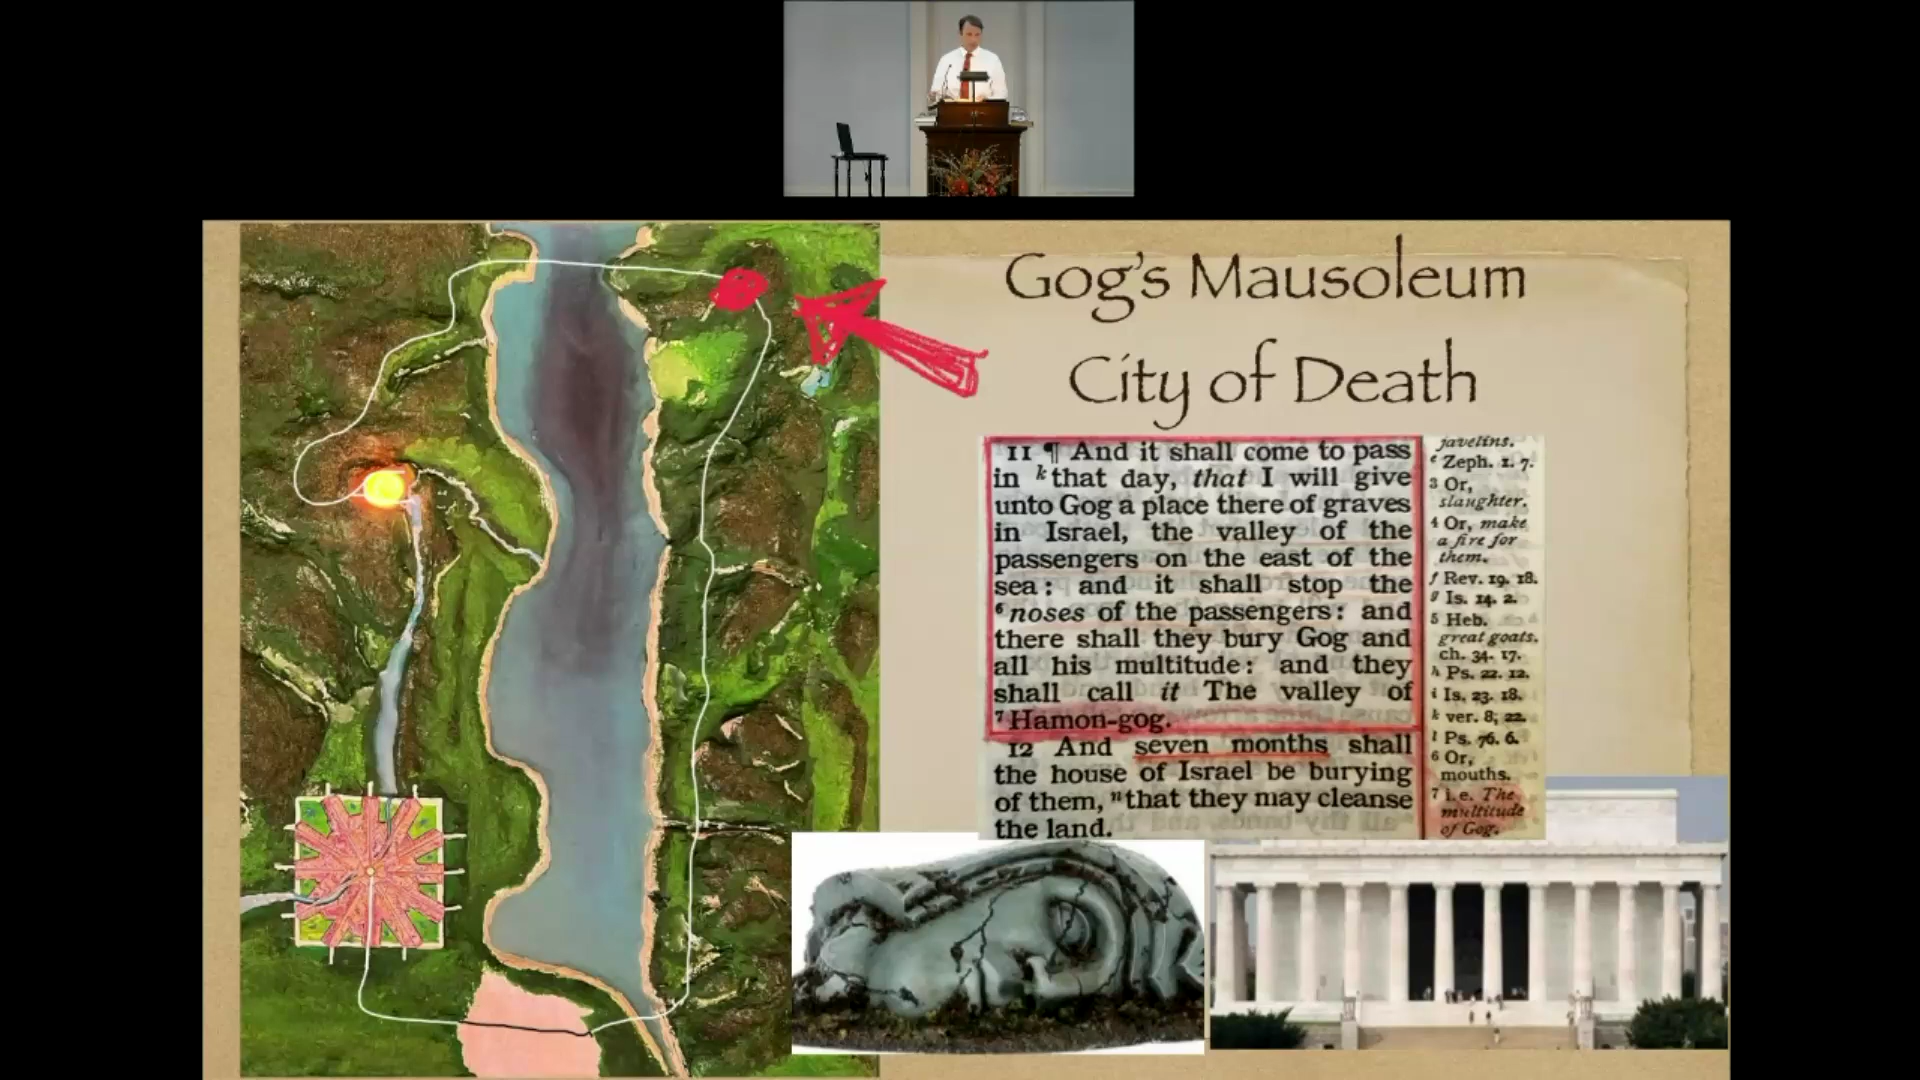 Gog's Mausoleum
City of Death
11 ¶ And it shall come to pass
in k that day, that I will give
unto Gog a place there of graves
in Israel, the valley of the
passengers on the east of the
sea: and it shall stop the
6 noses of the passengers: and
there shall they bury Gog and
all his multitude: and they
shall call it The valley of
7 Hamon-gog.
12 And seven months shall
the house of Israel be burying
of them, n that they may cleanse
the land.
javelins.
e Zeph. 1. 7.
3 Or,
slaughter.
4 Or, make
a fire for
them.
f Rev. 19. 18.
g Is. 14. 2.
5 Heb.
great goats.
ch. 34. 17.
h Ps. 22. 12.
i Is. 23. 18.
k ver. 8; 22.
l Ps. 76. 6.
6 Or,
mouths.
7 i.e. The
multitude
of Gog.